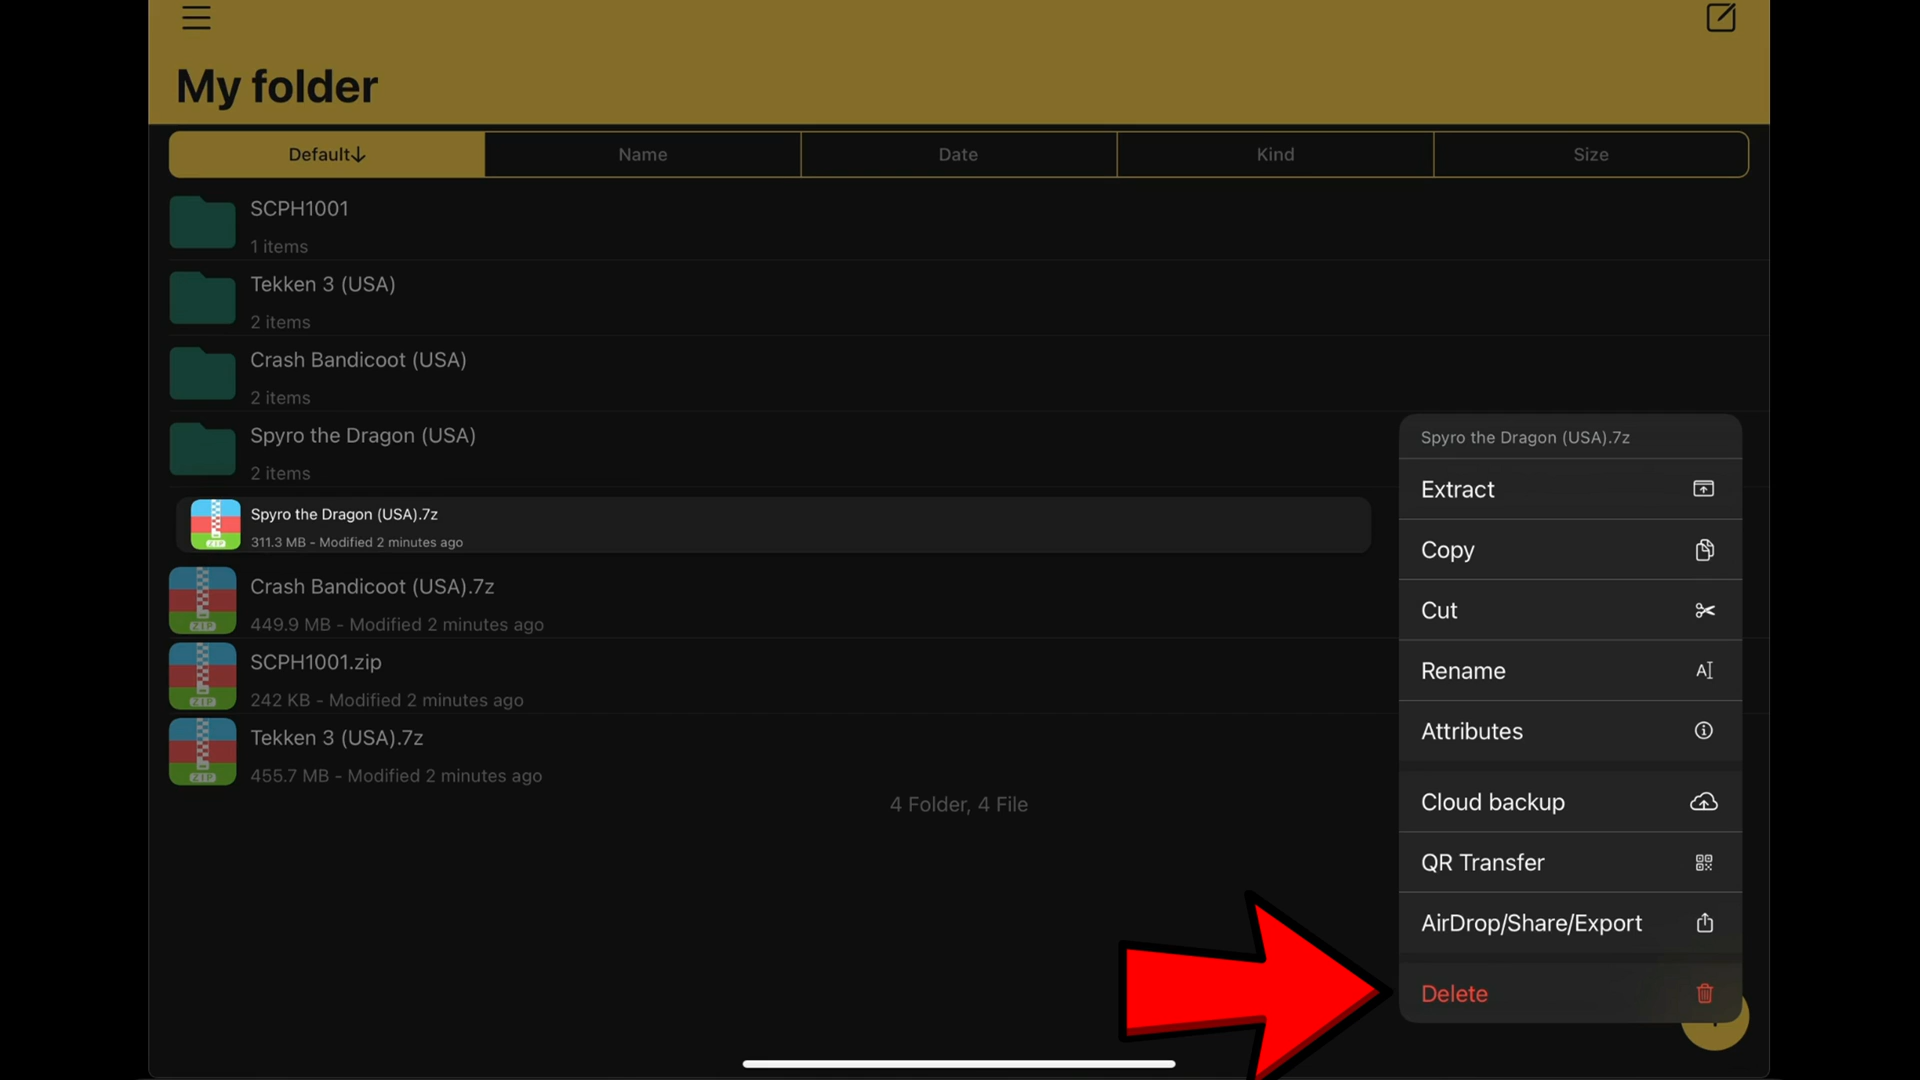 My folder
Default↓ Name Date Kind Size
SCPH1001
1 items
Tekken 3 (USA)
2 items
Crash Bandicoot (USA)
2 items
Spyro the Dragon (USA)
2 items
Spyro the Dragon (USA).7z
311.3 MB - Modified 2 minutes ago
ZIP
Crash Bandicoot (USA).7z
449.9 MB - Modified 2 minutes ago
ZIP
SCPH1001.zip
242 KB - Modified 2 minutes ago
ZIP
Tekken 3 (USA).7z
455.7 MB - Modified 2 minutes ago
ZIP
4 Folder, 4 File
Spyro the Dragon (USA).7z
Extract
Copy
Cut
Rename
Attributes
Cloud backup
QR Transfer
AirDrop/Share/Export
Delete